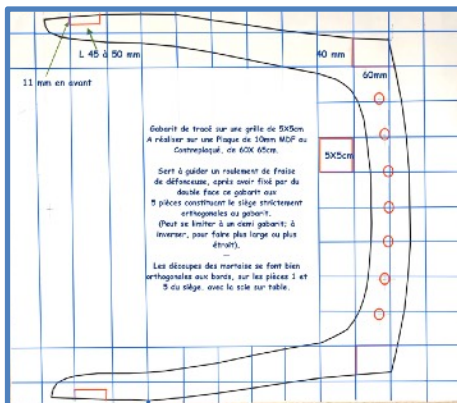 L 45 à 50 mm
40 mm
11 mm en avant
60mm
Gabarit de tracé sur une grille de 5X5cm
A réaliser sur une Plaque de 10mm MDF ou
Contreplaqué, de 60X 65cm.
5X5cm
Sert à guider un roulement de fraise
de défonceuse, après avoir fixé par du
double face ce gabarit aux
5 pièces constituent le siège strictement
orthogonales au gabarit.
(Peut se limiter à un demi gabarit; à
inverser, pour faire plus large ou plus
étroit).
Les découpes des mortaise se font bien
orthogonales aux bords, sur les pièces 1 et
5 du siège, avec la scie sur table.